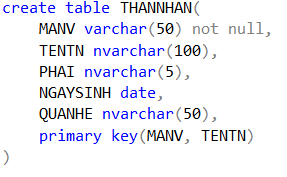 create table THANNHAN(
MANV varchar(50) not null,
TENTN nvarchar(100),
PHAI nvarchar(5),
NGAYSINH date,
QUANHE nvarchar(50),
primary key(MANV, TENTN)
)